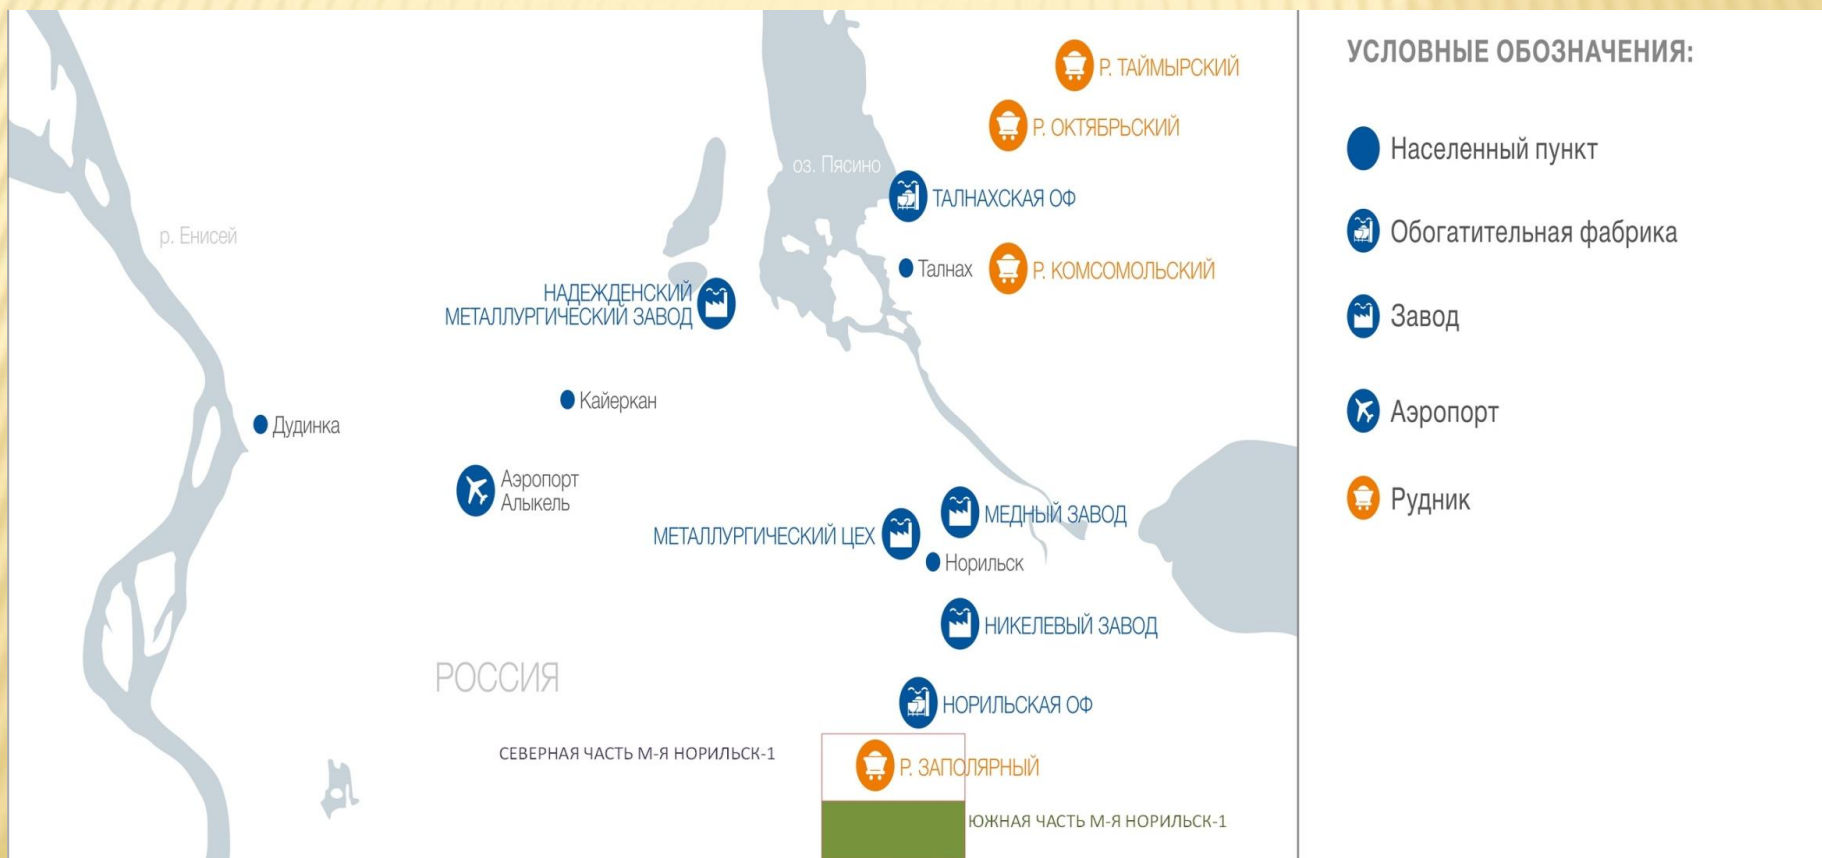 УСЛОВНЫЕ ОБОЗНАЧЕНИЯ:
Р. ТАЙМЫРСКИЙ
Р. ОКТЯБРЬСКИЙ
Населенный пункт
оз. Пясино
ТАЛНАХСКАЯ ОФ
р. Енисей
Обогатительная фабрика
Талнах
Р. КОМСОМОЛЬСКИЙ
НАДЕЖДЕНСКИЙ
МЕТАЛЛУРГИЧЕСКИЙ ЗАВОД
Завод
Кайеркан
Дудинка
Аэропорт
Аэропорт
Алыкель
Рудник
МЕДНЫЙ ЗАВОД
МЕТАЛЛУРГИЧЕСКИЙ ЦЕХ
Норильск
НИКЕЛЕВЫЙ ЗАВОД
РОССИЯ
НОРИЛЬСКАЯ ОФ
СЕВЕРНАЯ ЧАСТЬ М-Я НОРИЛЬСК-1
Р. ЗАПОЛЯРНЫЙ
ЮЖНАЯ ЧАСТЬ М-Я НОРИЛЬСК-1